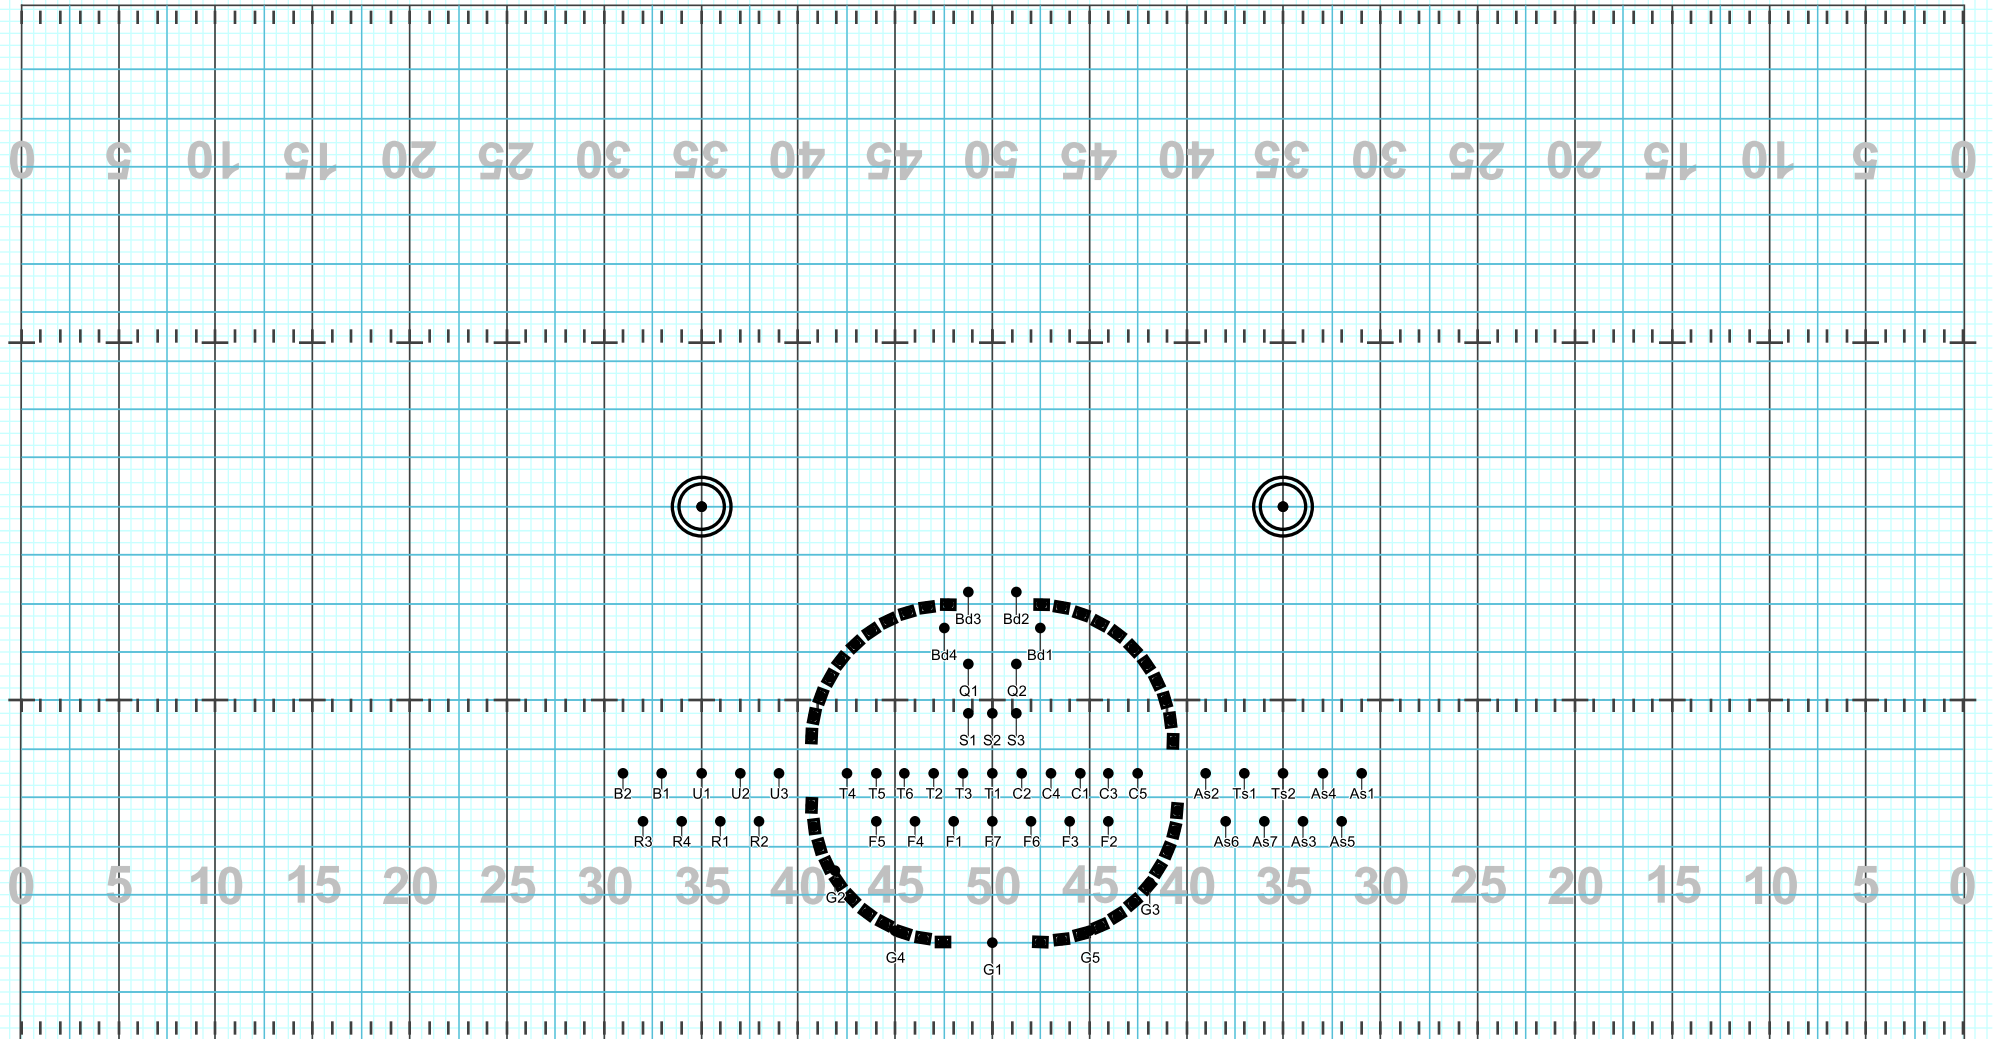 0 5 10 15 20 25 30 35 40 45 50 45 40 35 30 25 20 15 10 5 0
Bd3 Bd2
Bd4 Bd1
Q1 Q2
S1 S2 S3
B2 B1 U1 U2 U3 T4 T5 T6 T2 T3 T1 C2 C4 C1 C3 C5 As2 Ts1 Ts2 As4 As1
R3 R4 R1 R2 F5 F4 F1 F7 F6 F3 F2 As6 As7 As3 As5
0 5 10 15 20 25 30 35 40 45 50 45 40 35 30 25 20 15 10 5 0
G2 G3
G4 G1 G5